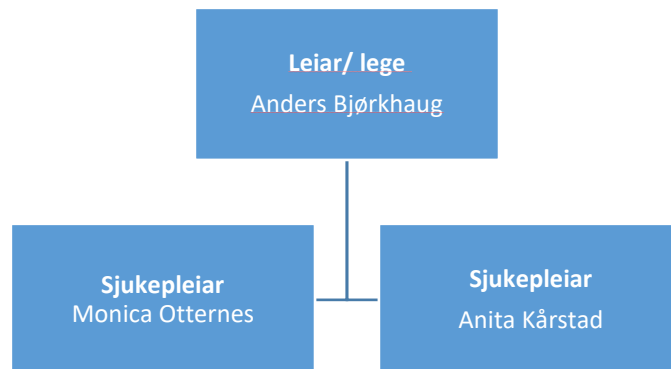 Leiar/ lege
Anders Bjørkhaug
Sjukepleiar
Monica Otternes
Sjukepleiar
Anita Kårstad